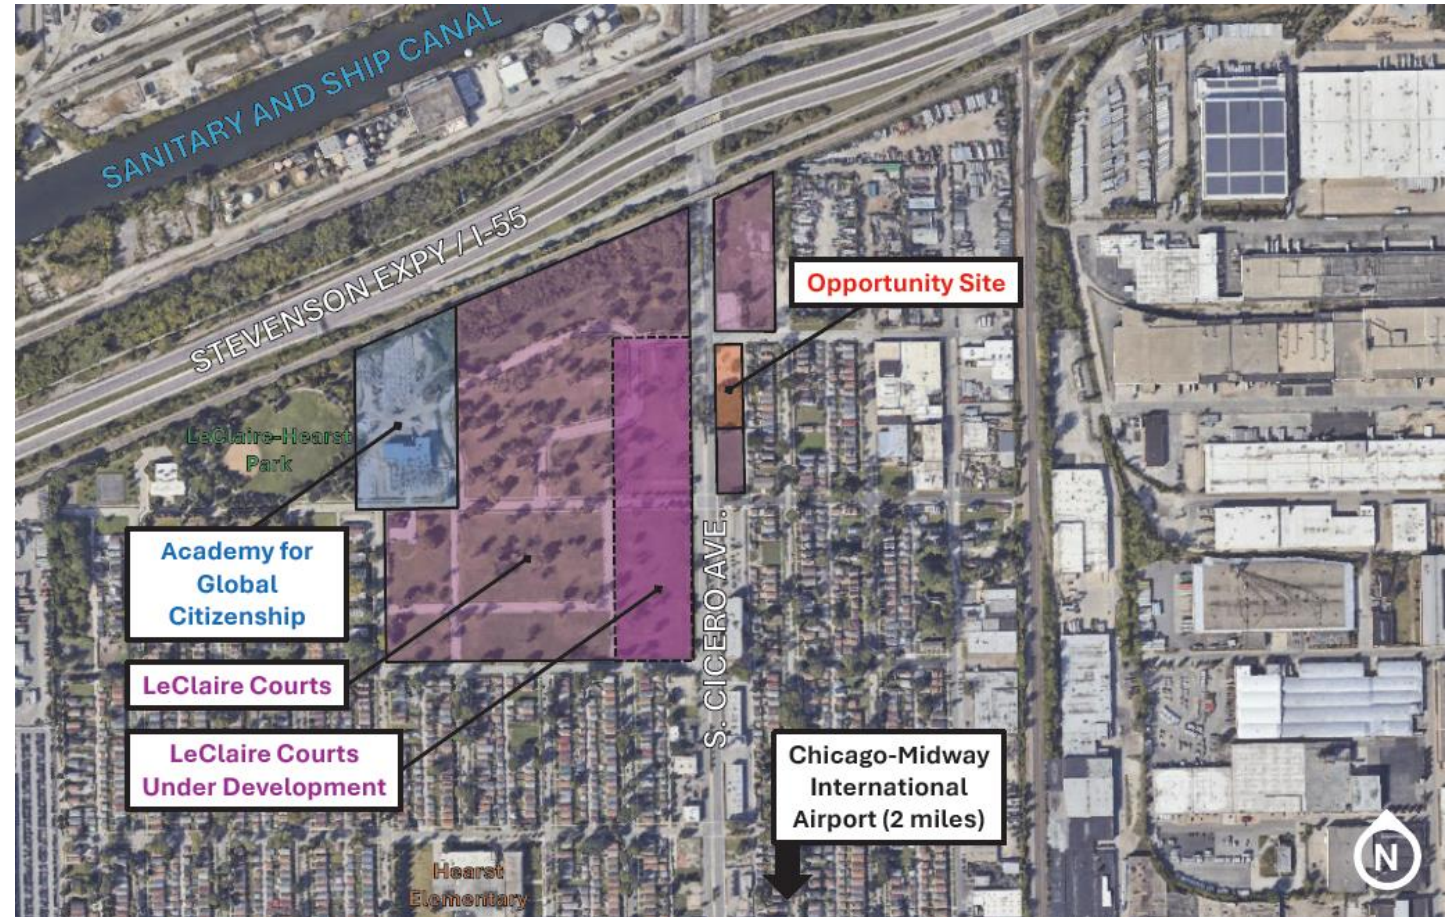 SANITARY AND SHIP CANAL
STEVENSON EXPY / I-55
Opportunity Site
LeClaire-Hearst
Park
Academy for
Global
Citizenship
LeClaire Courts
LeClaire Courts
Under Development
S. CICERO AVE.
Chicago-Midway
International
Airport (2 miles)
Hearst
Elementary
N